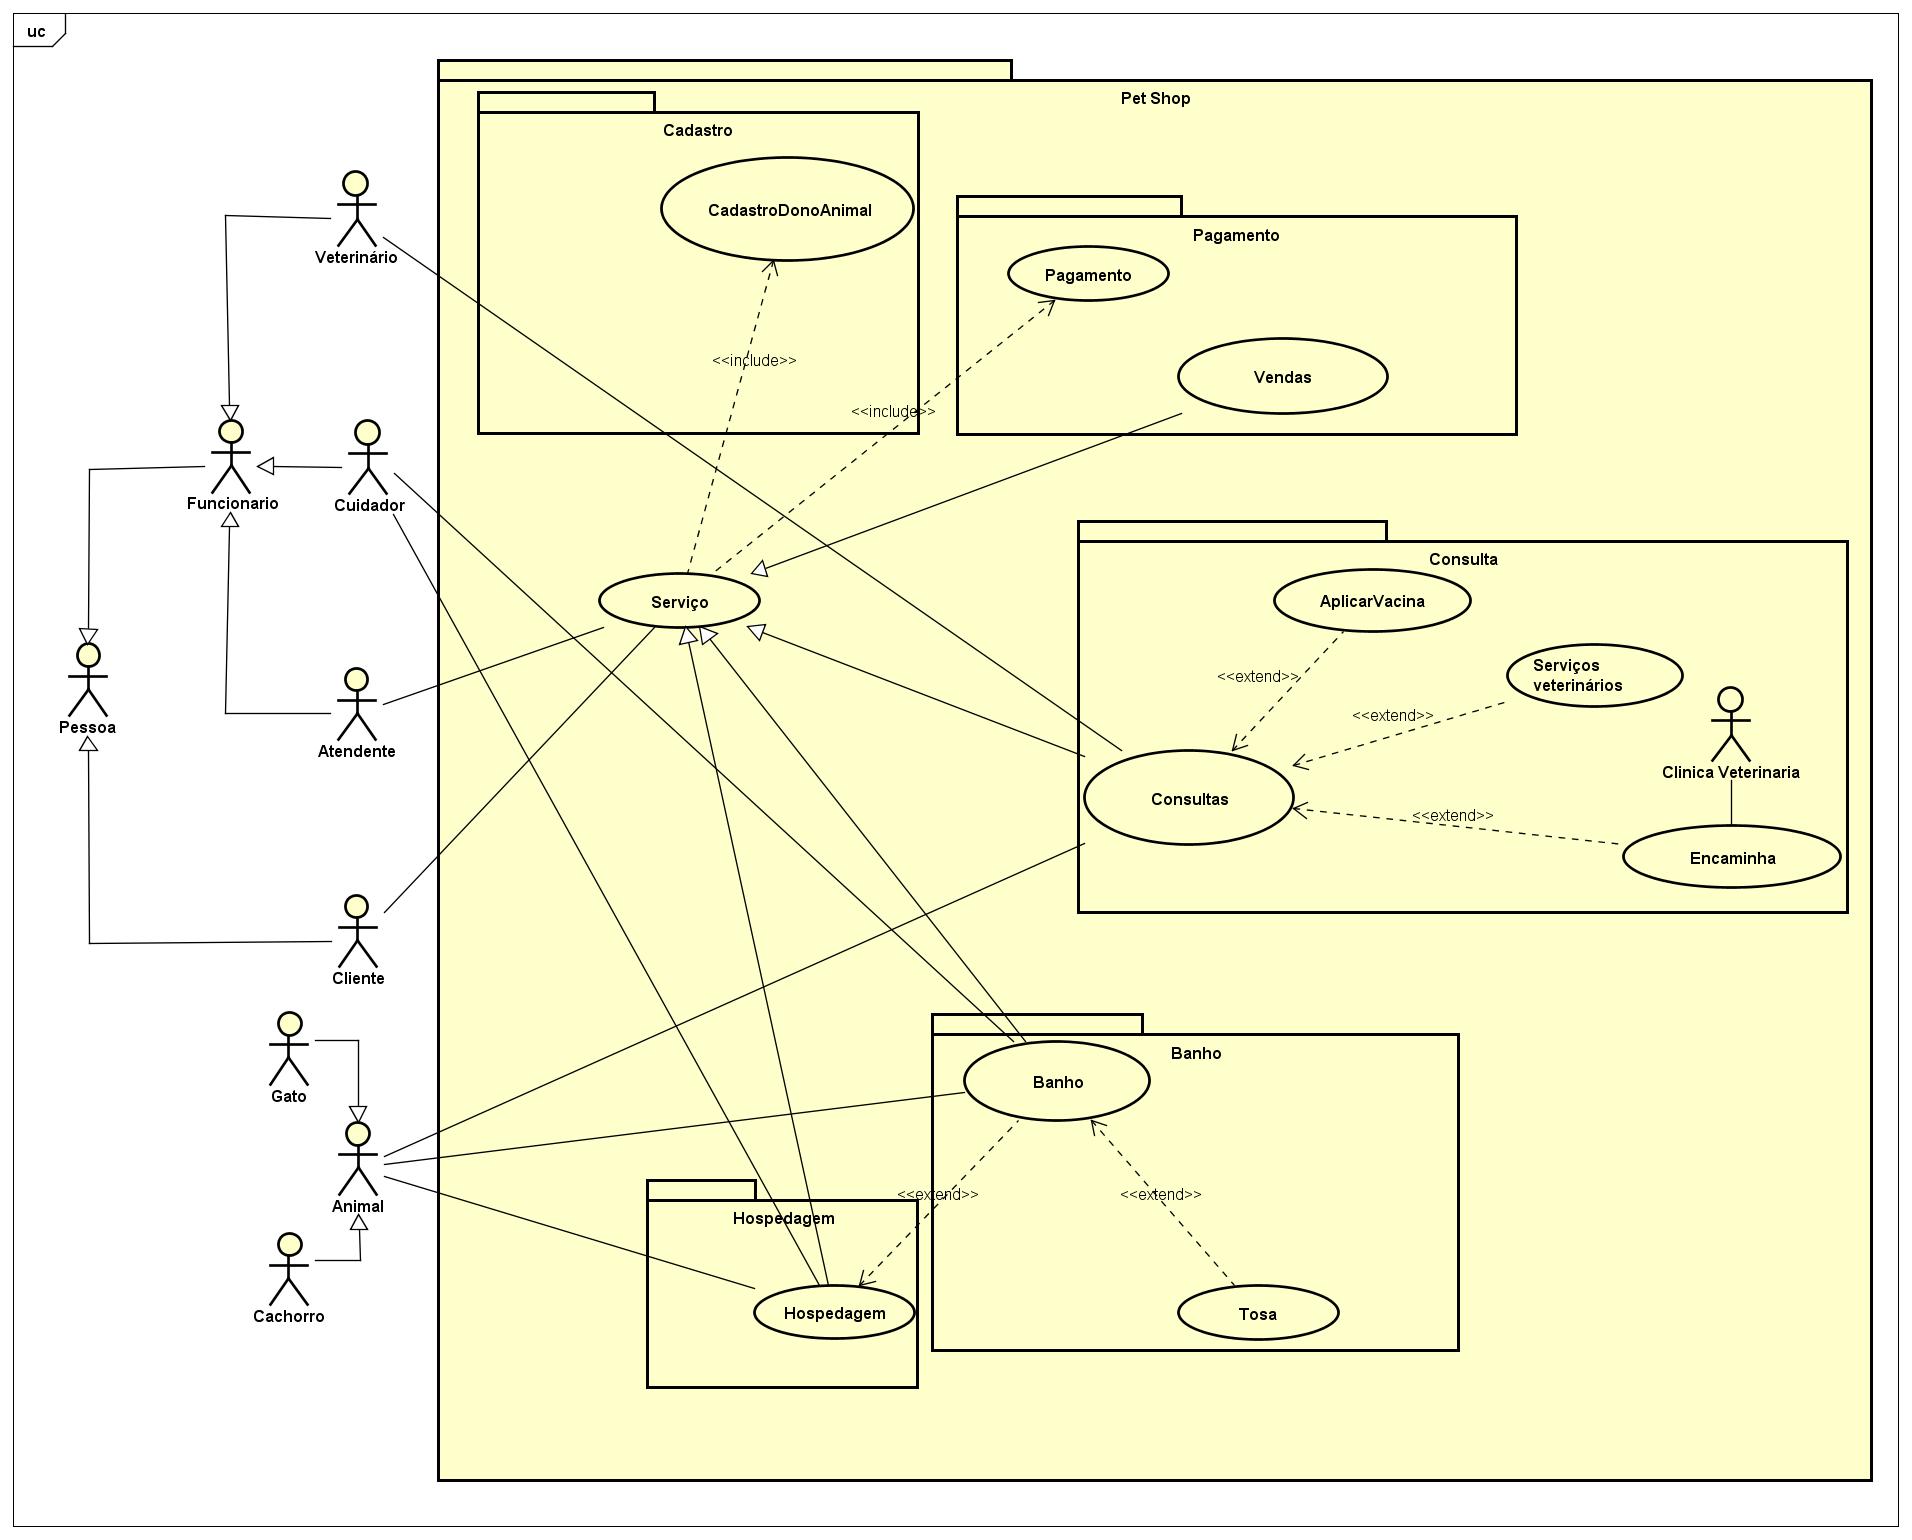 uc
Pet Shop
Cadastro
CadastroDonoAnimal
Pagamento
Pagamento
Vendas
Veterinário
<<include>>
<<include>>
Funcionario
Cuidador
Consulta
AplicarVacina
Serviço
<<extend>>
Serviços
veterinários
<<extend>>
Pessoa
Atendente
Clinica Veterinaria
Consultas
<<extend>>
Encaminha
Cliente
Gato
Banho
Banho
Animal
<<extend>>
<<extend>>
Hospedagem
Cachorro
Hospedagem
Tosa